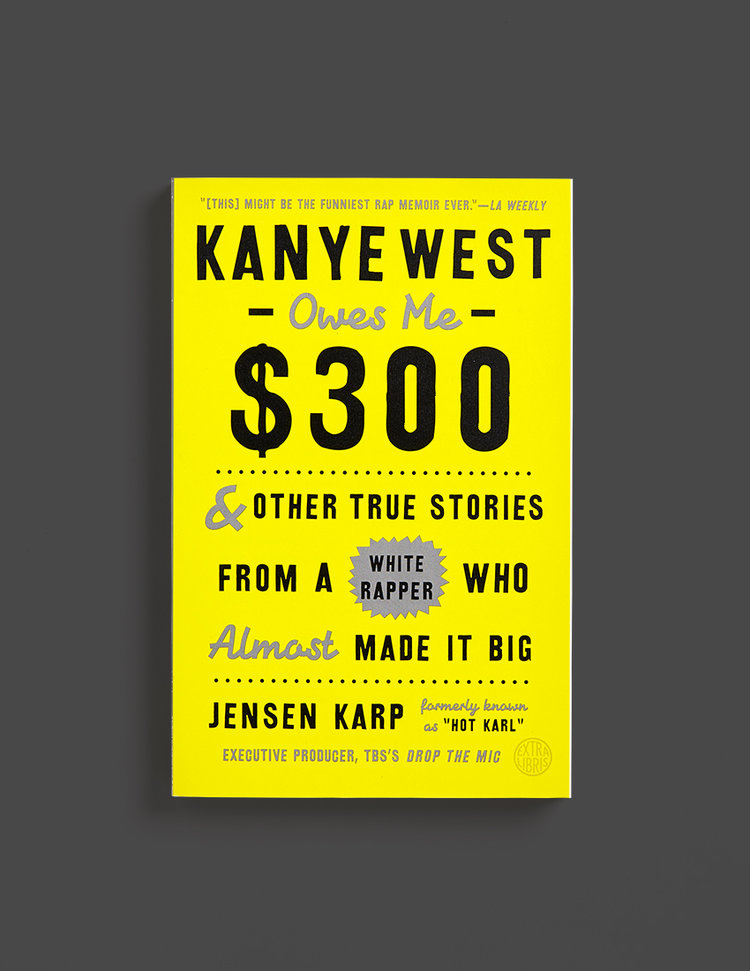 "[THIS] MIGHT BE THE FUNNIEST RAP MEMOIR EVER."—LA WEEKLY
KANYE WEST
– Owes Me –
$300
& OTHER TRUE STORIES
FROM A WHITE RAPPER WHO
Almost MADE IT BIG
JENSEN KARP formerly known as "HOT KARL"
EXECUTIVE PRODUCER, TBS'S DROP THE MIC
EXTRA LIBRIS